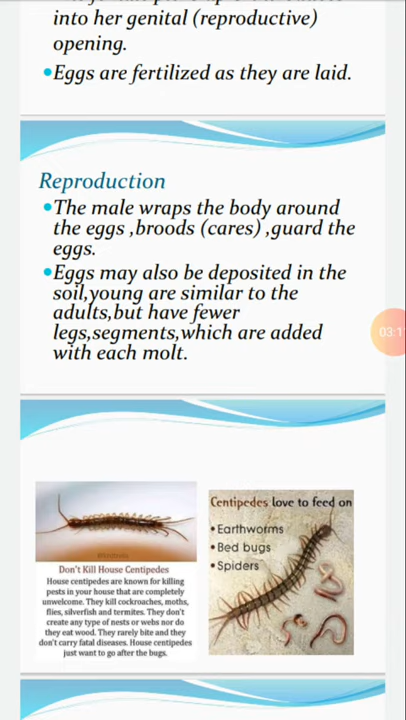 into her genital (reproductive)
opening.
•Eggs are fertilized as they are laid.
Reproduction
•The male wraps the body around
the eggs ,broods (cares) ,guard the
eggs.
•Eggs may also be deposited in the
soil,young are similar to the
adults,but have fewer
legs,segments,which are added
with each molt.
Don't Kill House Centipedes
House centipedes are known for killing
pests in your house that are completely
unwelcome. They kill cockroaches, moths,
flies, silverfish and termites. They don't
create any type of nests or webs nor do
they eat wood. They rarely bite and they
don't carry fatal diseases. House centipedes
just want to go after the bugs.
Centipedes love to feed on
•Earthworms
•Bed bugs
•Spiders